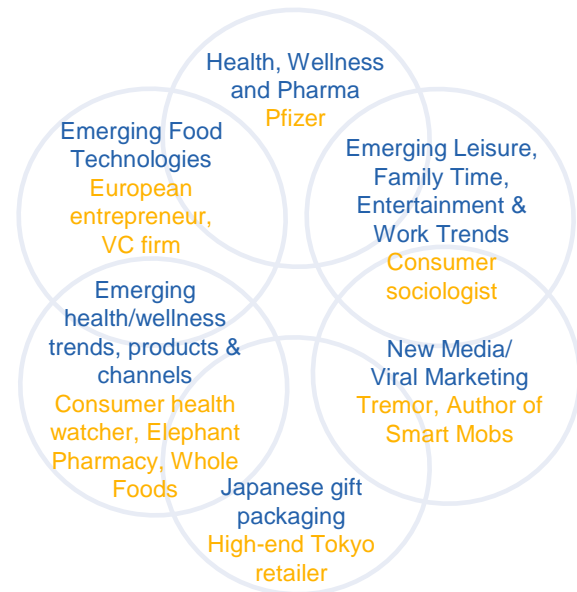 Health, Wellness
and Pharma
Pfizer
Emerging Food
Technologies
European
entrepreneur,
VC firm
Emerging Leisure,
Family Time,
Entertainment &
Work Trends
Consumer
sociologist
Emerging
health/wellness
trends, products &
channels
Consumer health
watcher, Elephant
Pharmacy, Whole
Foods
New Media/
Viral Marketing
Tremor, Author of
Smart Mobs
Japanese gift
packaging
High-end Tokyo
retailer